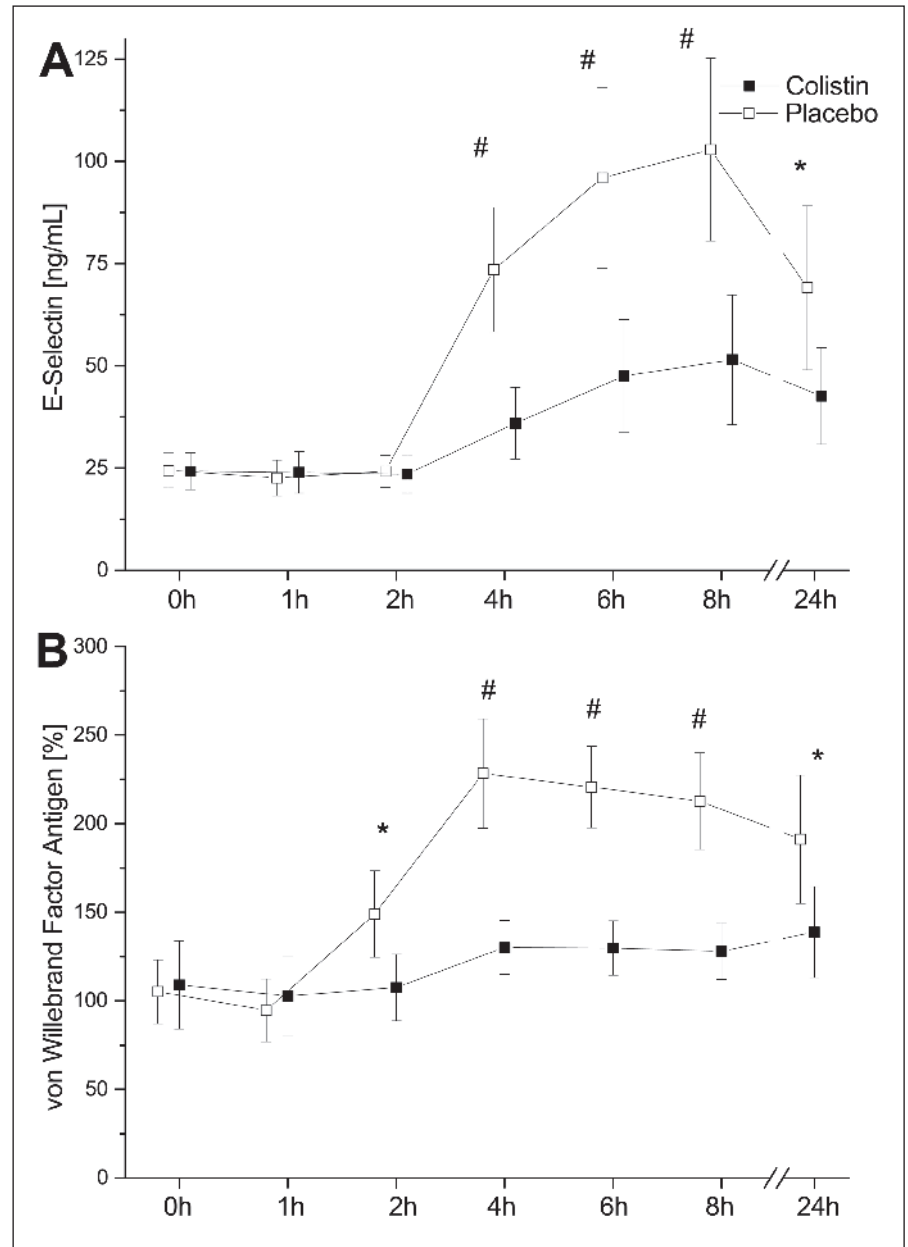 A
125
100
75
50
25
0
E-Selectin [ng/mL]
#
#
#
*
Colistin
Placebo
0h
1h
2h
4h
6h
8h
24h
B
300
250
200
150
100
50
0
von Willebrand Factor Antigen [%]
*
#
#
#
*
0h
1h
2h
4h
6h
8h
24h